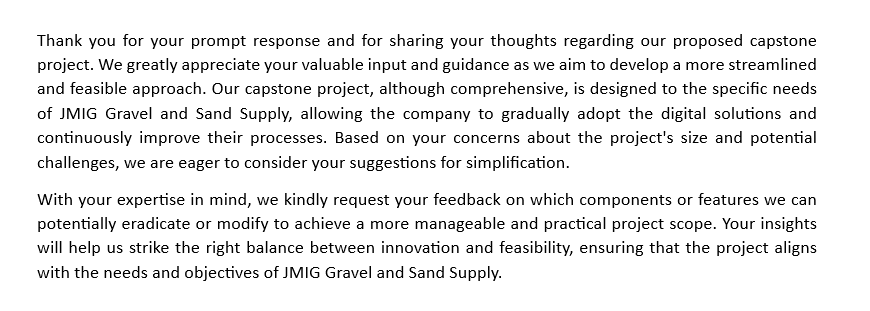 Thank you for your prompt response and for sharing your thoughts regarding our proposed capstone
project. We greatly appreciate your valuable input and guidance as we aim to develop a more streamlined
and feasible approach. Our capstone project, although comprehensive, is designed to the specific needs
of JMIG Gravel and Sand Supply, allowing the company to gradually adopt the digital solutions and
continuously improve their processes. Based on your concerns about the project's size and potential
challenges, we are eager to consider your suggestions for simplification.
With your expertise in mind, we kindly request your feedback on which components or features we can
potentially eradicate or modify to achieve a more manageable and practical project scope. Your insights
will help us strike the right balance between innovation and feasibility, ensuring that the project aligns
with the needs and objectives of JMIG Gravel and Sand Supply.